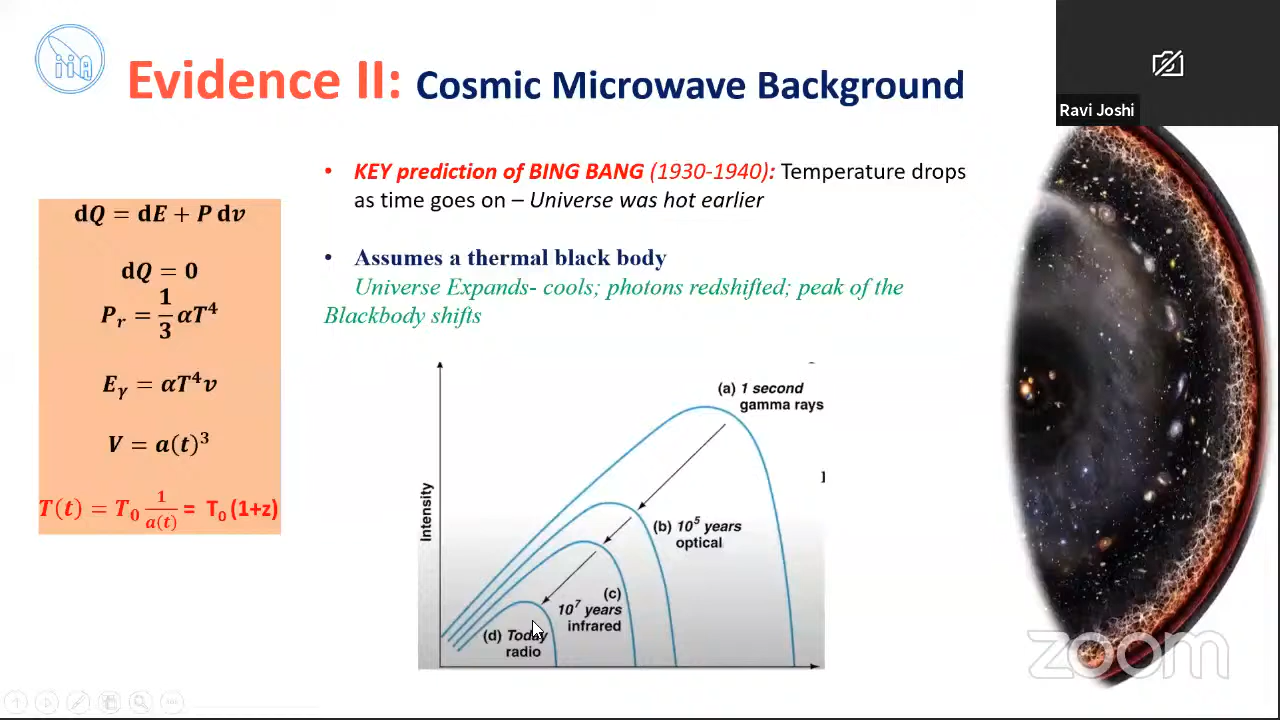 iiA
Evidence II: Cosmic Microwave Background
Ravi Joshi
dQ = dE + P dv
dQ = 0
P_r = 1/3 αT^4
E_γ = αT^4 v
V = a(t)^3
T(t) = T_0 1/a(t) = T_0 (1+z)
• KEY prediction of BING BANG (1930-1940): Temperature drops
as time goes on – Universe was hot earlier
• Assumes a thermal black body
Universe Expands- cools; photons redshifted; peak of the
Blackbody shifts
Intensity
(a) 1 second
gamma rays
(b) 10^5 years
optical
(c)
10^7 years
infrared
(d) Today
radio
zoom